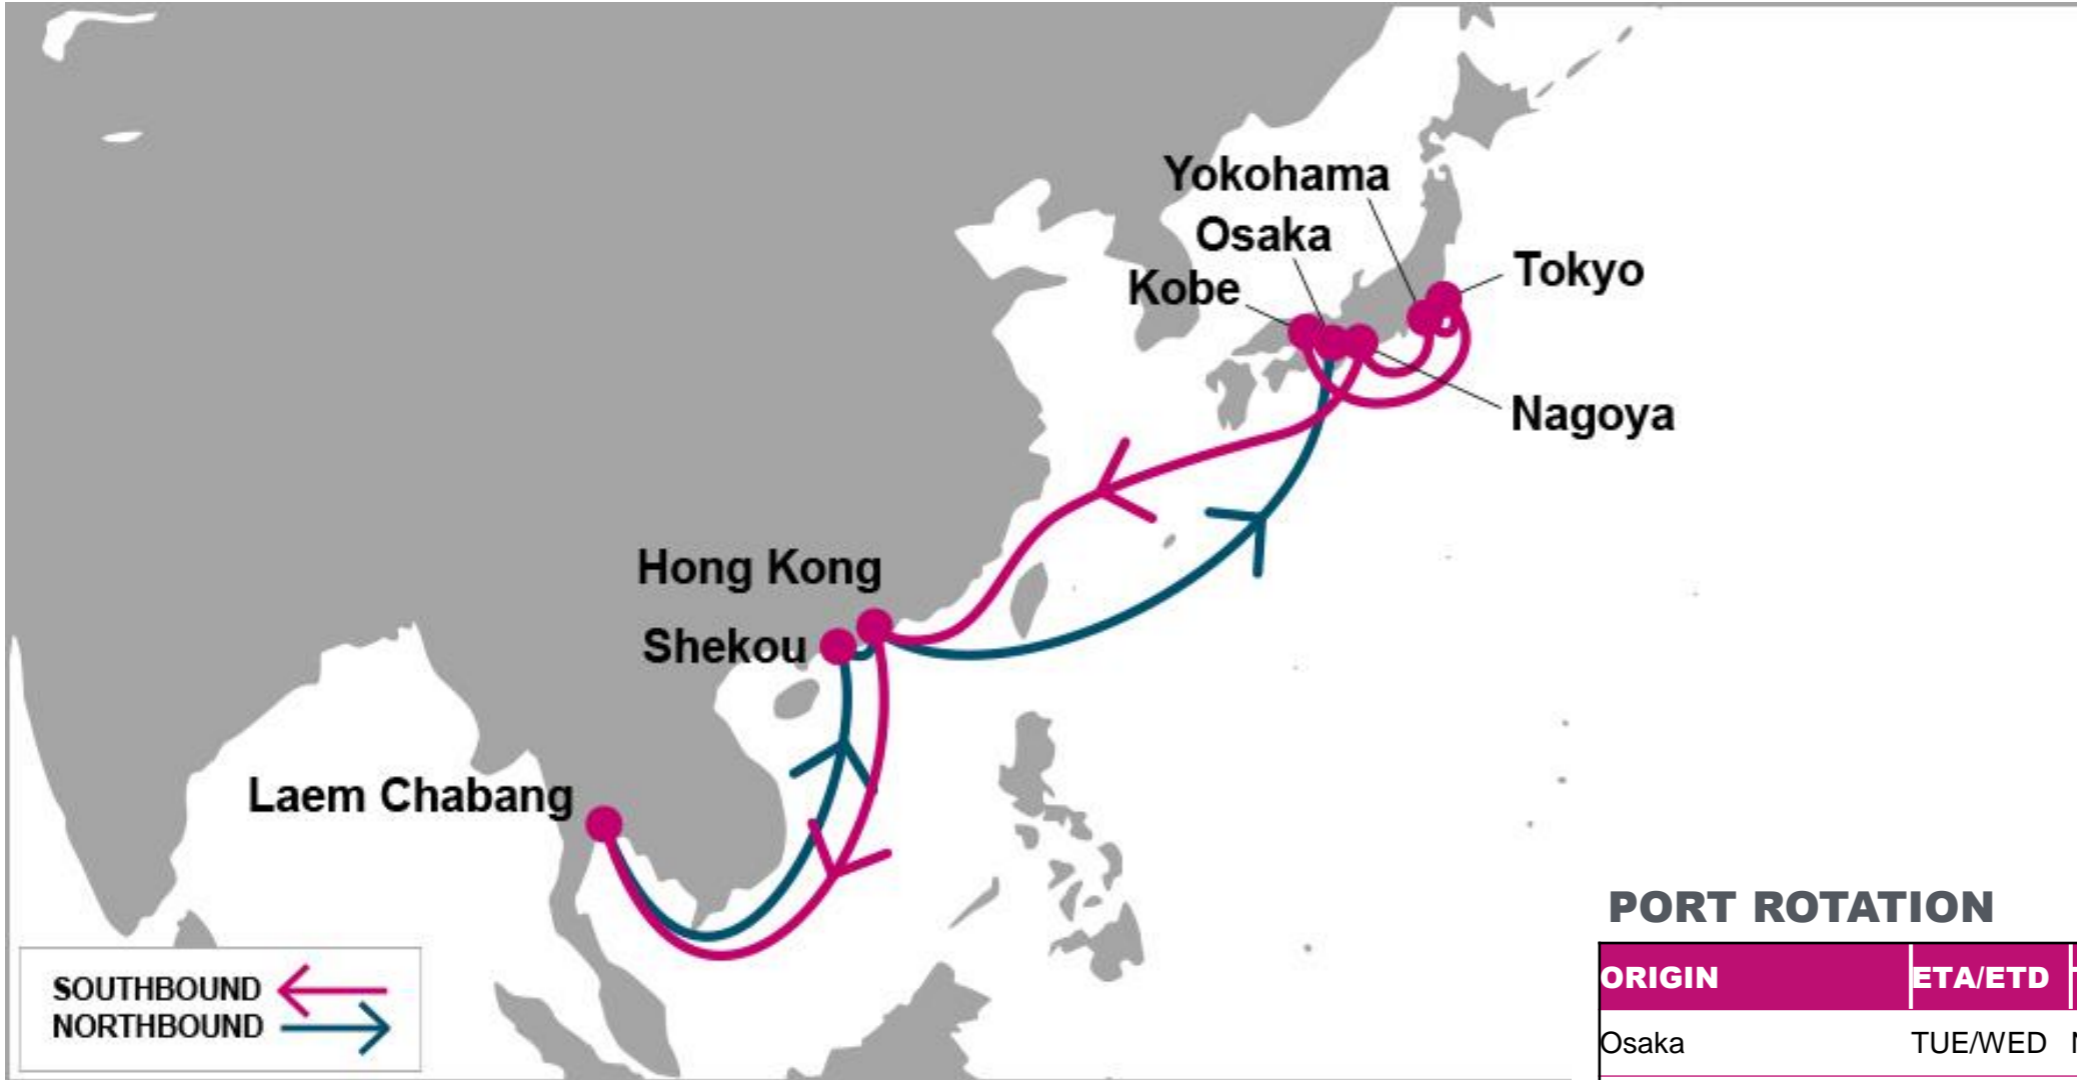 Yokohama
Osaka
Kobe
Tokyo
Nagoya
Hong Kong
Shekou
Laem Chabang
SOUTHBOUND
NORTHBOUND
PORT ROTATION
ORIGIN ETA/ETD
Osaka TUE/WED